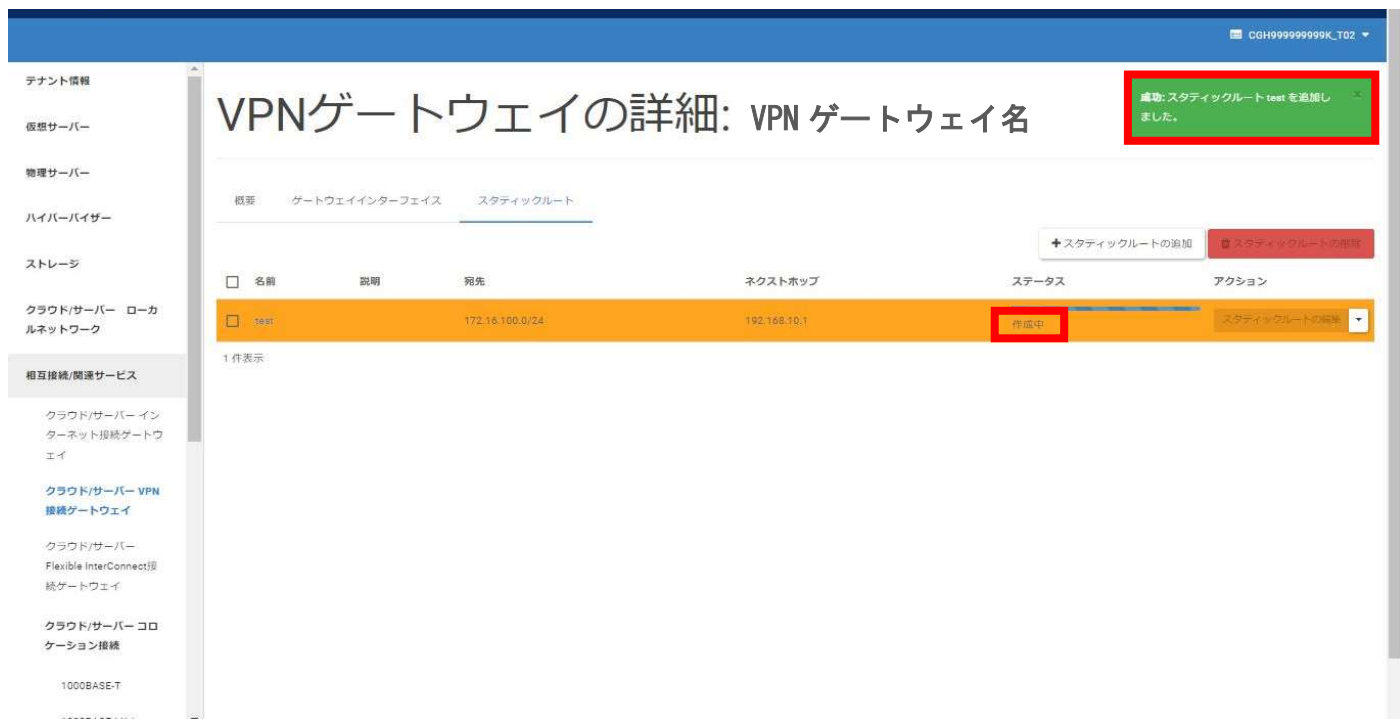 CGH999999999K_T02
テナント情報
仮想サーバー
物理サーバー
ハイパーバイザー
ストレージ
クラウド/サーバー ローカ
ルネットワーク
相互接続/関連サービス
クラウド/サーバー イン
ターネット接続ゲートウ
ェイ
クラウド/サーバー VPN
接続ゲートウェイ
クラウド/サーバー
Flexible InterConnect接
続ゲートウェイ
クラウド/サーバー コロ
ケーション接続
1000BASE-T
VPNゲートウェイの詳細: VPN ゲートウェイ名
成功: スタティックルート test を追加し
ました。
×
概要 ゲートウェイインターフェイス スタティックルート
+スタティックルートの追加 スタティックルートの削除
名前 説明 宛先 ネクストホップ ステータス アクション
test 172.16.100.0/24 192.168.10.1 作成中 スタティックルートの編集
1 件表示